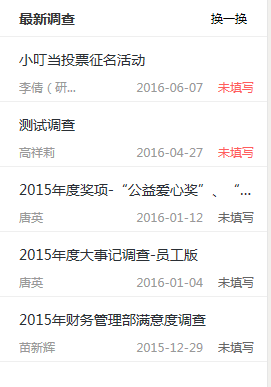 最新调查 换一换
小叮当投票征名活动
李倩（研... 2016-06-07 未填写
测试调查
高祥莉 2016-04-27 未填写
2015年度奖项-“公益爱心奖”、“...
唐英 2016-01-12 未填写
2015年度大事记调查-员工版
唐英 2016-01-04 未填写
2015年财务管理部满意度调查
苗新辉 2015-12-29 未填写